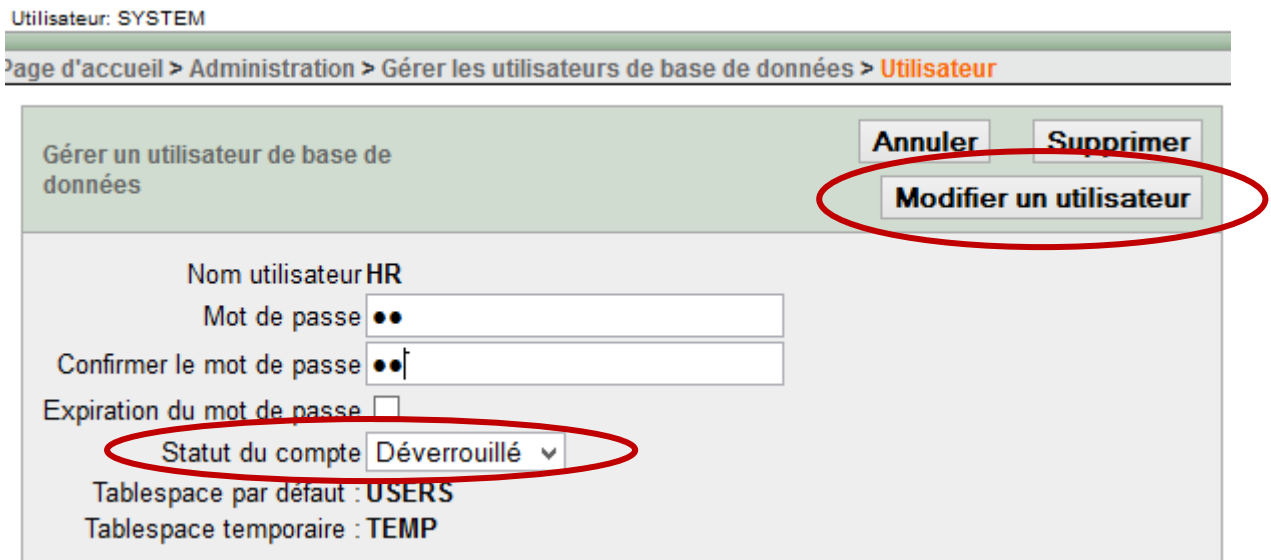 Utilisateur: SYSTEM
Page d'accueil > Administration > Gérer les utilisateurs de base de données > Utilisateur
Gérer un utilisateur de base de
données
Annuler Supprimer
Modifier un utilisateur
Nom utilisateur HR
Mot de passe ••
Confirmer le mot de passe ••
Expiration du mot de passe
Statut du compte Déverrouillé
Tablespace par défaut : USERS
Tablespace temporaire : TEMP